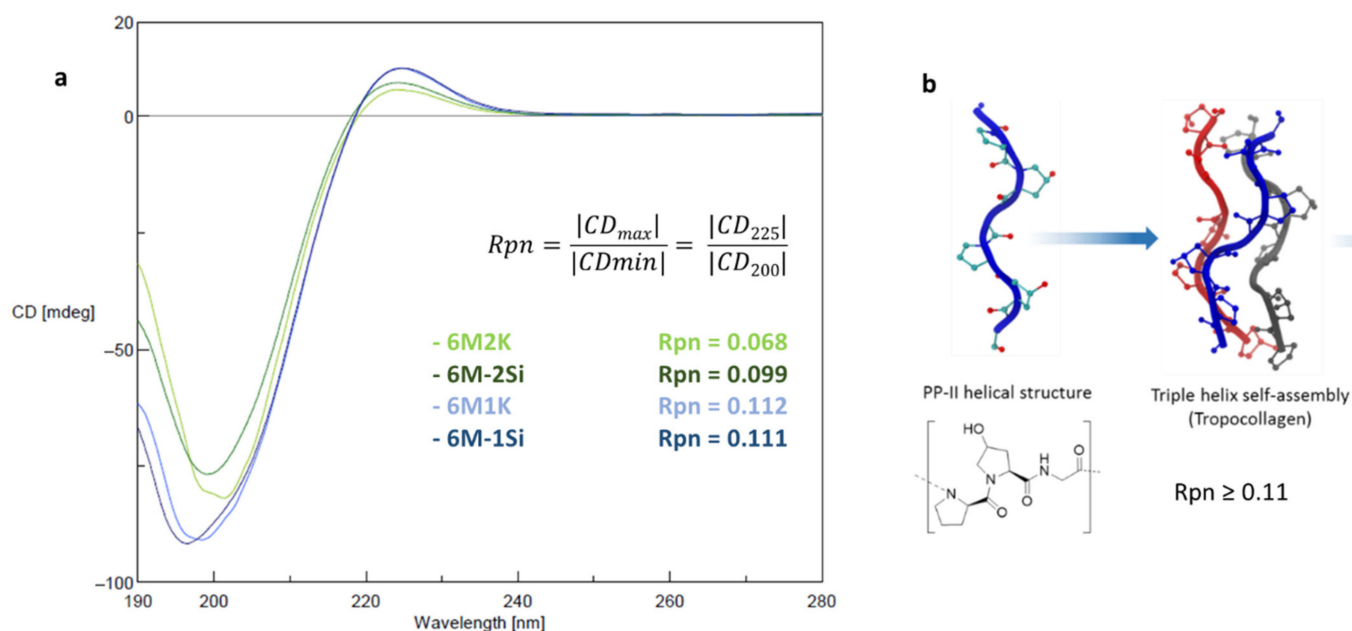 a
20
0
−50
−100
CD [mdeg]
190
200
220
240
260
280
Wavelength [nm]
Rpn = |CDmax| / |CDmin| = |CD225| / |CD200|
- 6M2K Rpn = 0.068
- 6M-2Si Rpn = 0.099
- 6M1K Rpn = 0.112
- 6M-1Si Rpn = 0.111
b
PP-II helical structure
Triple helix self-assembly
(Tropocollagen)
HO
N
H
N
O
O
N
O
Rpn ≥ 0.11